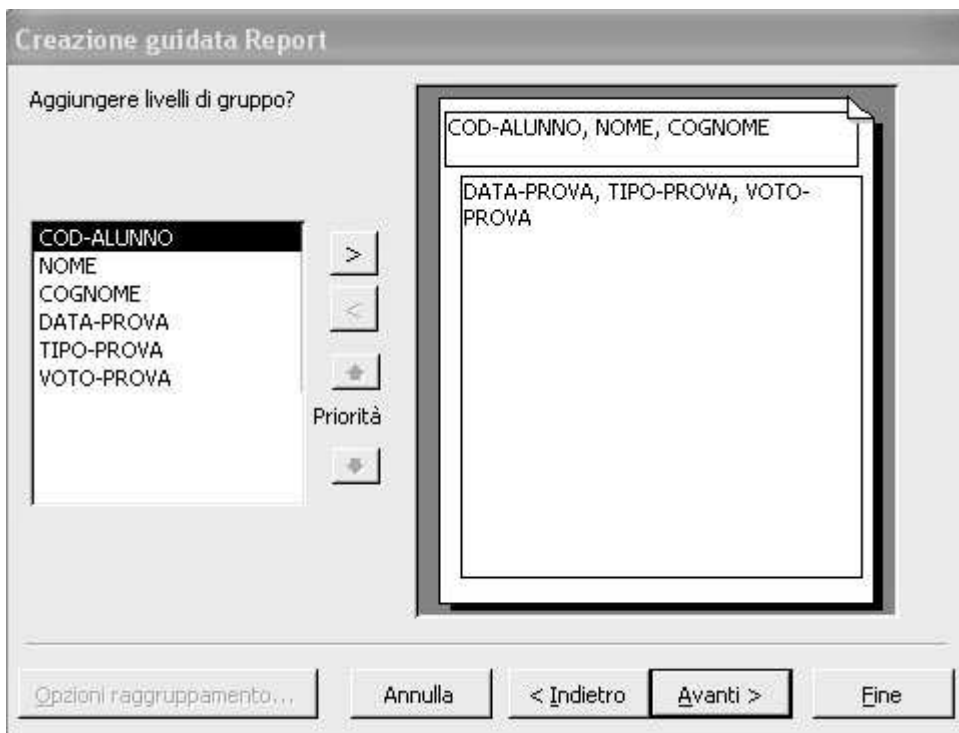 Creazione guidata Report
Aggiungere livelli di gruppo?
COD-ALUNNO
NOME
COGNOME
DATA-PROVA
TIPO-PROVA
VOTO-PROVA
>
<
Priorità
COD-ALUNNO, NOME, COGNOME
DATA-PROVA, TIPO-PROVA, VOTO-
PROVA
Opzioni raggruppamento...
Annulla
< Indietro
Avanti >
Fine